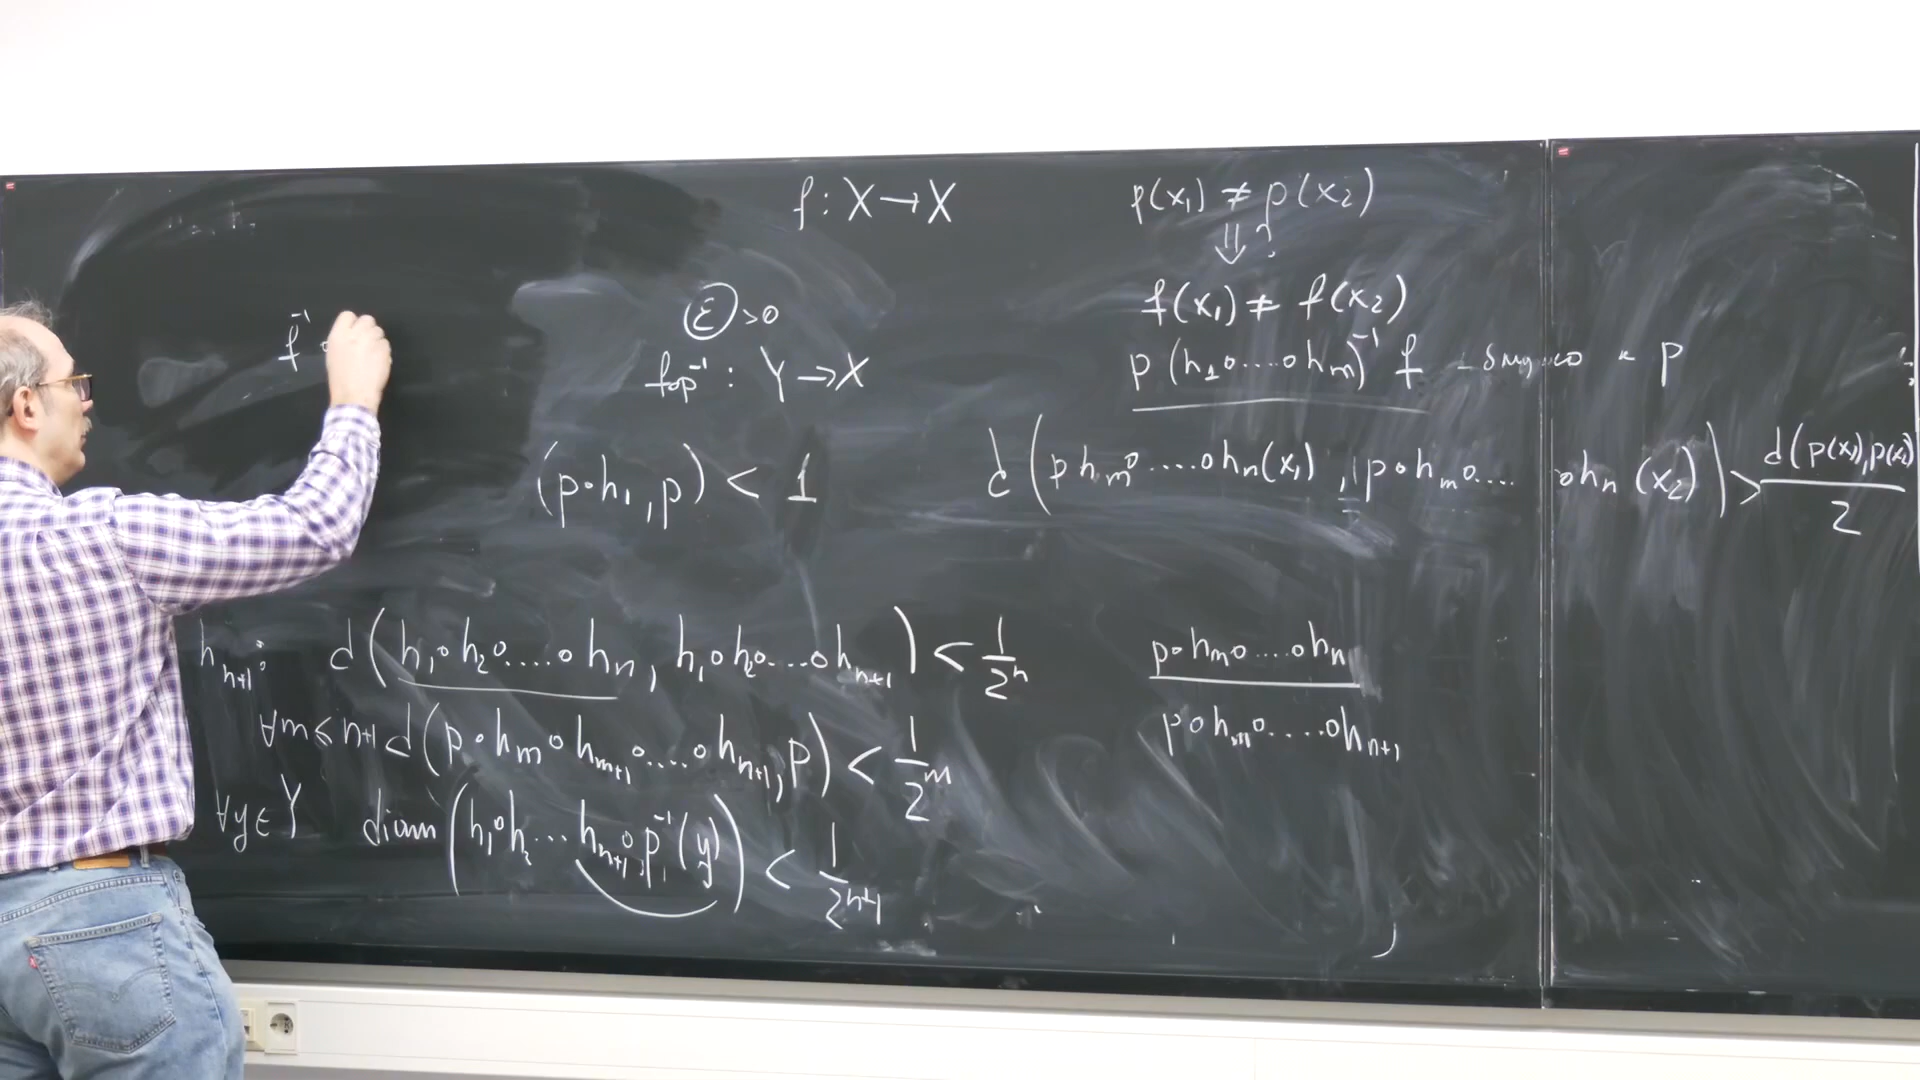 f : X → X
p(x₁) ≠ p(x₂)
⇓ ?
f(x₁) ≠ f(x₂)
ε > 0
f⁻¹
f∘p⁻¹ : Y → X
p (h₁∘....∘hₘ)⁻¹ f - к p
(p∘h₁, p) < 1
d(p hₘ∘....∘hₙ(x₁), p∘hₘ∘....∘hₙ(x₂)) > d(p(x₁), p(x₂))/2
hₙ₊₁: d(h₁∘h₂∘....∘hₙ, h₁∘h₂∘...∘hₙ₊₁) < 1/2ⁿ
p∘hₘ∘....∘hₙ
∀m ≤ n+1 d(p∘hₘ∘hₘ₊₁∘....∘hₙ₊₁, p) < 1/2ᵐ
p∘hₘ∘....∘hₙ₊₁
∀y ∈ Y diam(h₁∘h₂...hₙ₊₁∘p⁻¹(y)) < 1/2ⁿ⁺¹